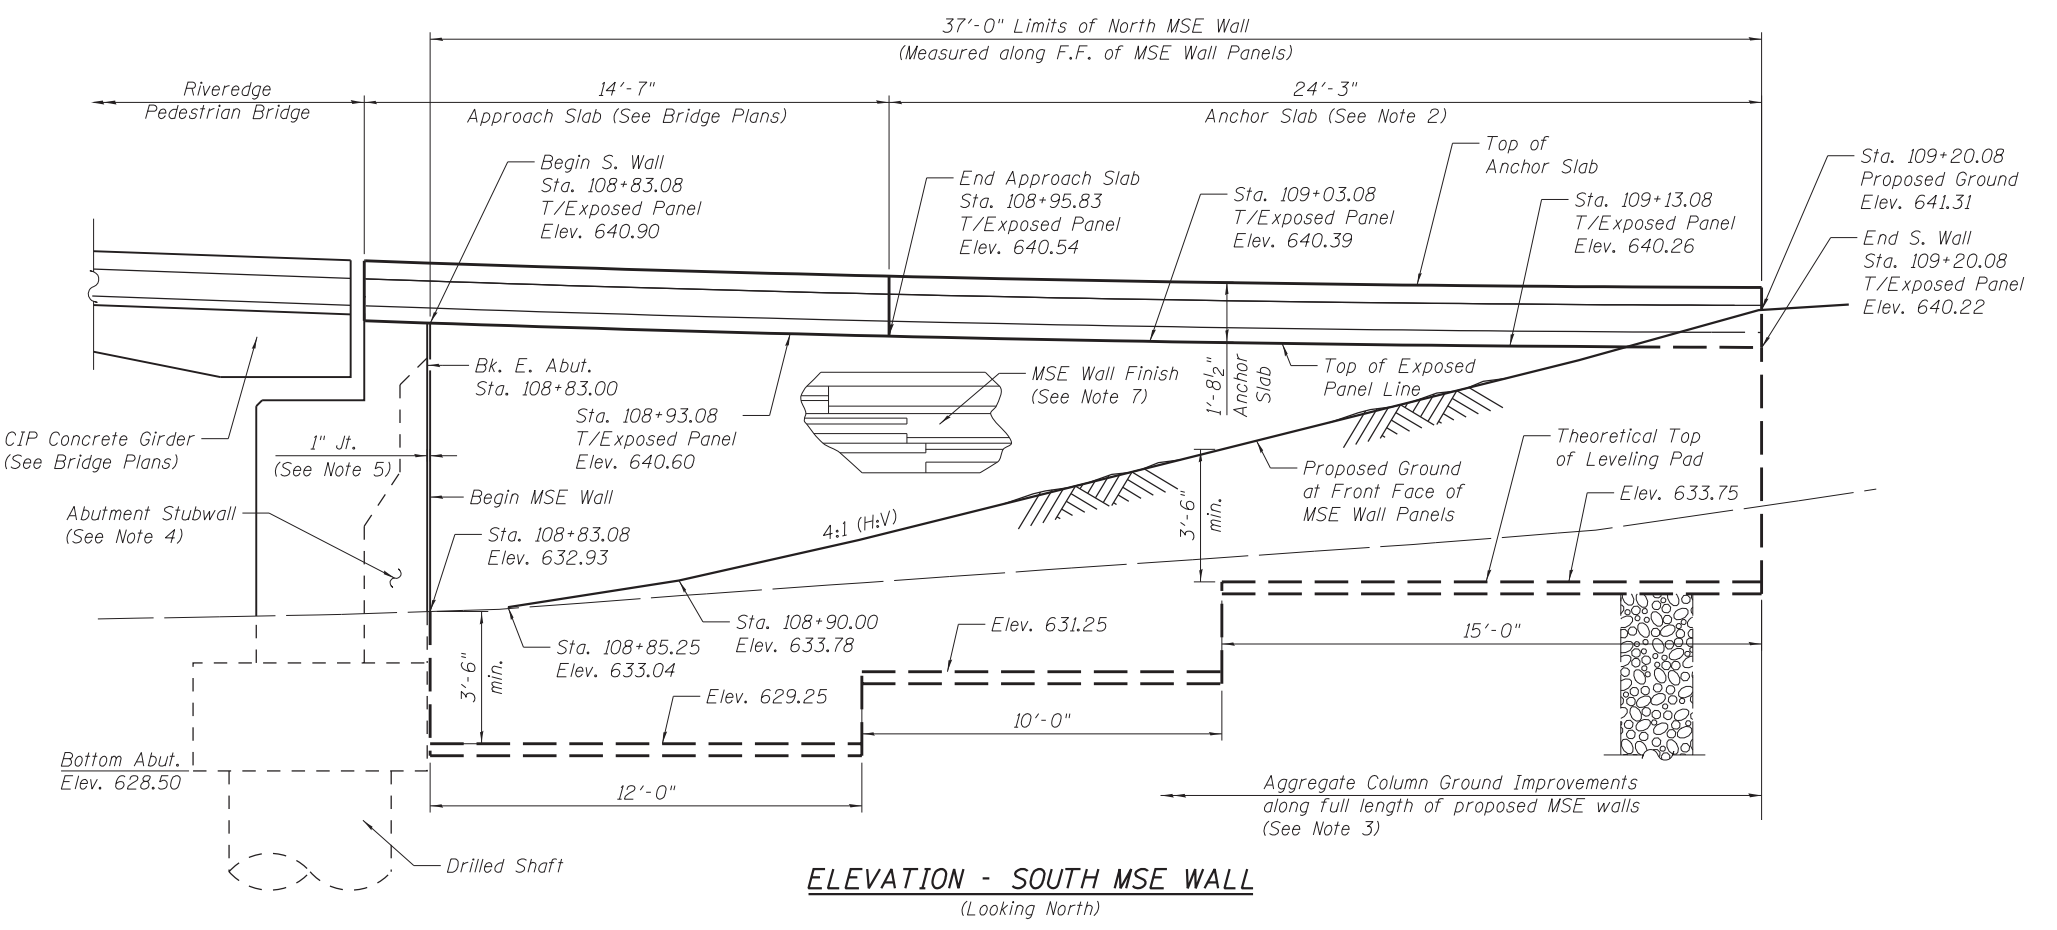 37'-0" Limits of North MSE Wall
(Measured along F.F. of MSE Wall Panels)
Riveredge
Pedestrian Bridge
14'-7"
Approach Slab (See Bridge Plans)
24'-3"
Anchor Slab (See Note 2)
Begin S. Wall
Sta. 108+83.08
T/Exposed Panel
Elev. 640.90
End Approach Slab
Sta. 108+95.83
T/Exposed Panel
Elev. 640.54
Sta. 109+03.08
T/Exposed Panel
Elev. 640.39
Top of
Anchor Slab
Sta. 109+13.08
T/Exposed Panel
Elev. 640.26
Sta. 109+20.08
Proposed Ground
Elev. 641.31
End S. Wall
Sta. 109+20.08
T/Exposed Panel
Elev. 640.22
Bk. E. Abut.
Sta. 108+83.00
Sta. 108+93.08
T/Exposed Panel
Elev. 640.60
MSE Wall Finish
(See Note 7)
1'-8½"
Anchor
Slab
Top of Exposed
Panel Line
CIP Concrete Girder
(See Bridge Plans)
1" Jt.
(See Note 5)
Theoretical Top
of Leveling Pad
Proposed Ground
at Front Face of
MSE Wall Panels
Elev. 633.75
Begin MSE Wall
Abutment Stubwall
(See Note 4)
Sta. 108+83.08
Elev. 632.93
4:1 (H:V)
3'-6"
min.
Sta. 108+90.00
Elev. 633.78
Sta. 108+85.25
Elev. 633.04
Elev. 631.25
15'-0"
3'-6"
min.
Elev. 629.25
10'-0"
Bottom Abut.
Elev. 628.50
12'-0"
Aggregate Column Ground Improvements
along full length of proposed MSE walls
(See Note 3)
Drilled Shaft
ELEVATION - SOUTH MSE WALL
(Looking North)